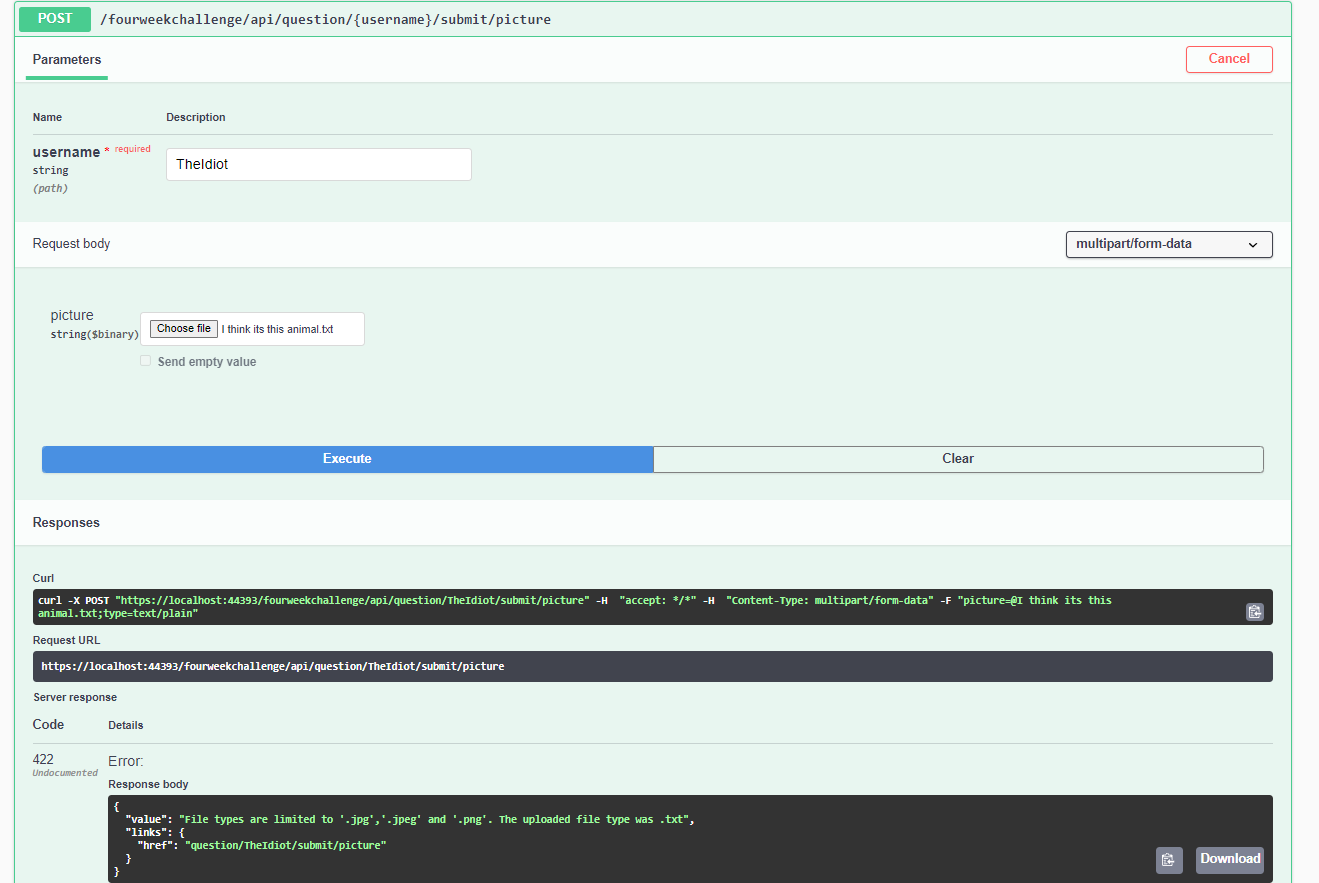 POST /fourweekchallenge/api/question/{username}/submit/picture
Parameters
Cancel
Name Description
username * required
string
(path)
TheIdiot
Request body
multipart/form-data
picture
string($binary)
Choose file I think its this animal.txt
Send empty value
Execute
Clear
Responses
Curl
curl -X POST "https://localhost:44393/fourweekchallenge/api/question/TheIdiot/submit/picture" -H  "accept: */*" -H  "Content-Type: multipart/form-data" -F "picture=@I think its this
animal.txt;type=text/plain"
Request URL
https://localhost:44393/fourweekchallenge/api/question/TheIdiot/submit/picture
Server response
Code Details
422
Undocumented
Error:
Response body
{
  "value": "File types are limited to '.jpg','.jpeg' and '.png'. The uploaded file type was .txt",
  "links": {
    "href": "question/TheIdiot/submit/picture"
  }
}
Download